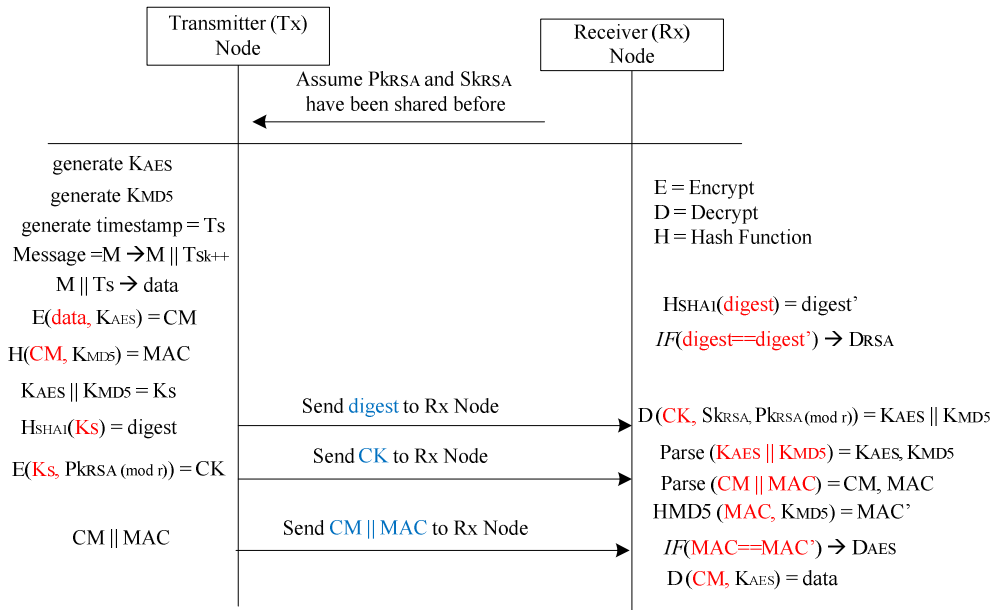 Transmitter (Tx)
Node
Receiver (Rx)
Node
Assume PkRSA and SkRSA
have been shared before
generate KAES
generate KMD5
generate timestamp = Ts
Message =M → M || Tsk++
M || Ts → data
E(data, KAES) = CM
H(CM, KMD5) = MAC
KAES || KMD5 = Ks
HSHA1(Ks) = digest
E(Ks, PkRSA (mod r)) = CK
CM || MAC
Send digest to Rx Node
Send CK to Rx Node
Send CM || MAC to Rx Node
E = Encrypt
D = Decrypt
H = Hash Function
HSHA1(digest) = digest’
IF(digest==digest’) → DRSA
D (CK, SkRSA, PkRSA (mod r)) = KAES || KMD5
Parse (KAES || KMD5) = KAES, KMD5
Parse (CM || MAC) = CM, MAC
HMD5 (MAC, KMD5) = MAC’
IF(MAC==MAC’) → DAES
D (CM, KAES) = data